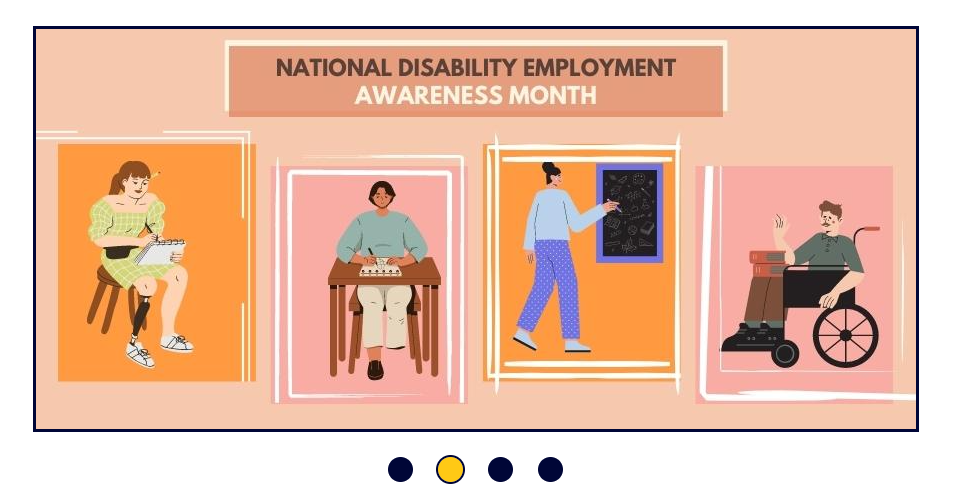 NATIONAL DISABILITY EMPLOYMENT
AWARENESS MONTH